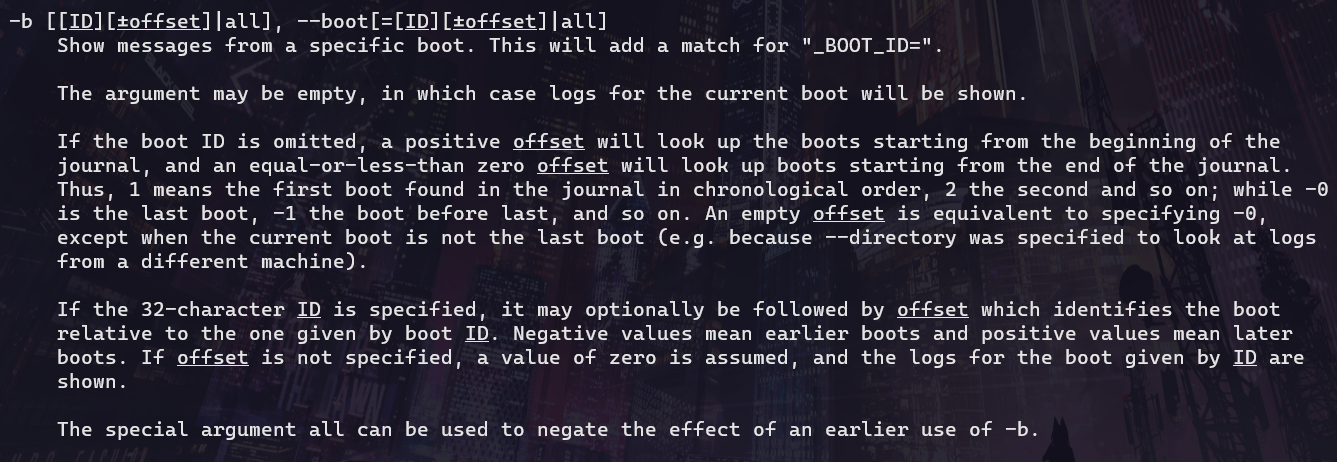 -b [[ID][±offset]|all], --boot[=[ID][±offset]|all]
Show messages from a specific boot. This will add a match for "_BOOT_ID=".
The argument may be empty, in which case logs for the current boot will be shown.
If the boot ID is omitted, a positive offset will look up the boots starting from the beginning of the
journal, and an equal-or-less-than zero offset will look up boots starting from the end of the journal.
Thus, 1 means the first boot found in the journal in chronological order, 2 the second and so on; while -0
is the last boot, -1 the boot before last, and so on. An empty offset is equivalent to specifying -0,
except when the current boot is not the last boot (e.g. because --directory was specified to look at logs
from a different machine).
If the 32-character ID is specified, it may optionally be followed by offset which identifies the boot
relative to the one given by boot ID. Negative values mean earlier boots and positive values mean later
boots. If offset is not specified, a value of zero is assumed, and the logs for the boot given by ID are
shown.
The special argument all can be used to negate the effect of an earlier use of -b.